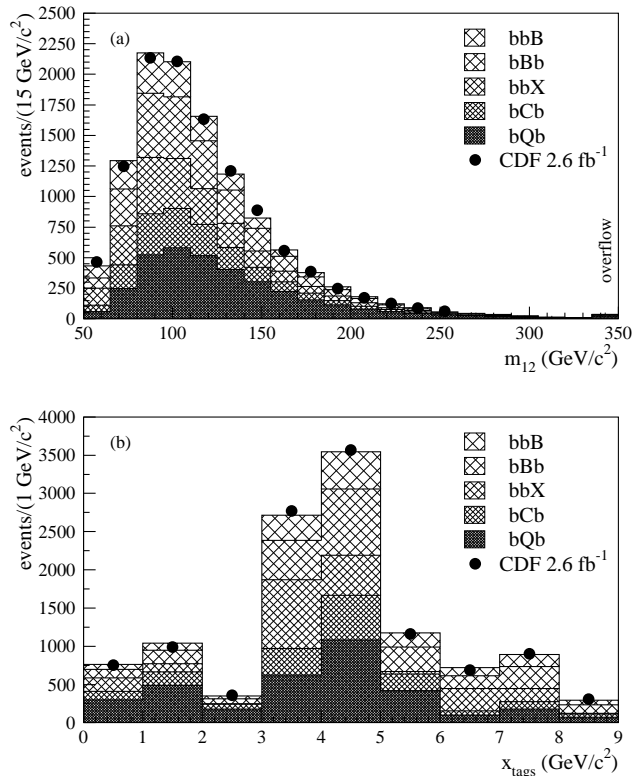 (a)
events/(15 GeV/c²)
2500
2250
2000
1750
1500
1250
1000
750
500
250
0
bbB
bBb
bbX
bCb
bQb
CDF 2.6 fb⁻¹
overflow
50 100 150 200 250 300 350
m₁₂ (GeV/c²)
(b)
events/(1 GeV/c²)
4000
3500
3000
2500
2000
1500
1000
500
0
bbB
bBb
bbX
bCb
bQb
CDF 2.6 fb⁻¹
0 1 2 3 4 5 6 7 8 9
x_tags (GeV/c²)